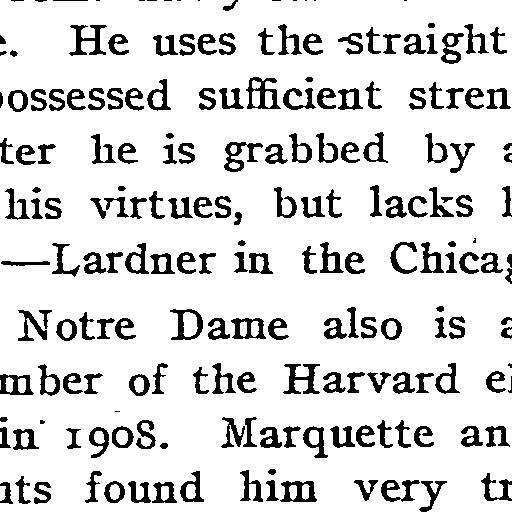 e. He uses the straight
possessed sufficient stren
ter he is grabbed by a
his virtues, but lacks h
—Lardner in the Chicag
Notre Dame also is a
mber of the Harvard el
in 1908. Marquette an
nts found him very tr